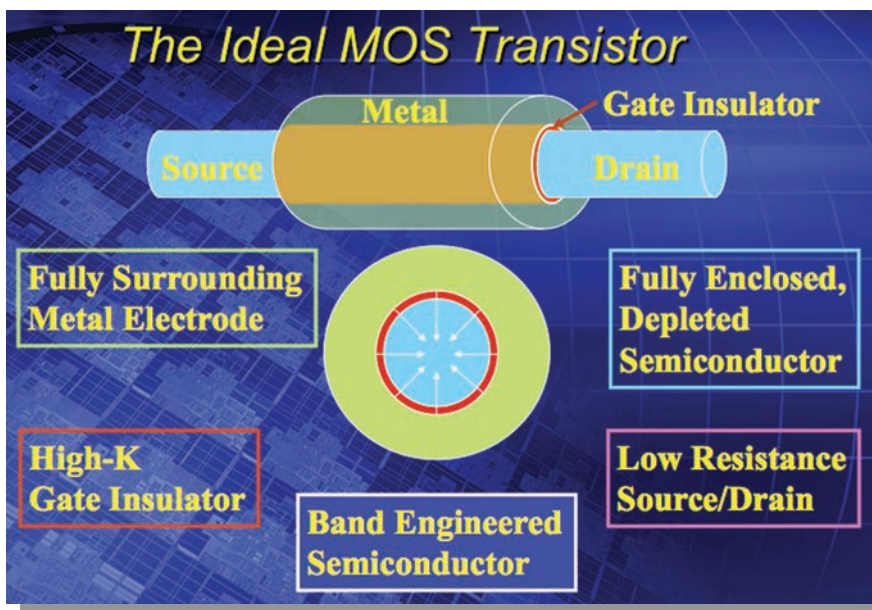 The Ideal MOS Transistor
Metal
Gate Insulator
Source
Drain
Fully Surrounding
Metal Electrode
Fully Enclosed,
Depleted
Semiconductor
High-K
Gate Insulator
Low Resistance
Source/Drain
Band Engineered
Semiconductor